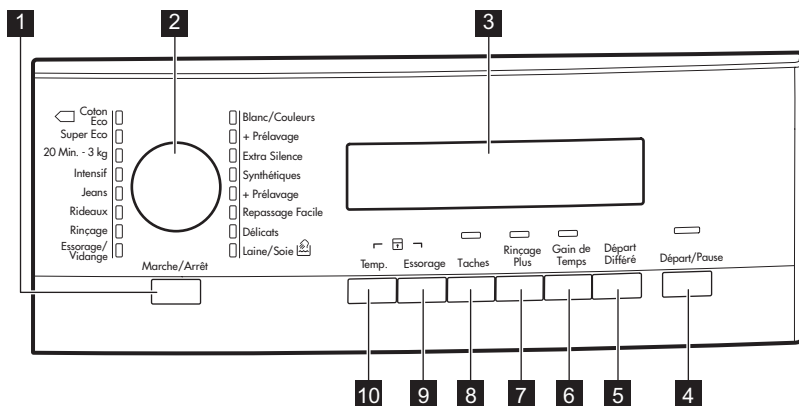 1
2
3
Coton
Eco
Super Eco
20 Min. - 3 kg
Intensif
Jeans
Rideaux
Rinçage
Essorage/
Vidange
Blanc/Couleurs
+ Prélavage
Extra Silence
Synthétiques
+ Prélavage
Repassage Facile
Délicats
Laine/Soie
Marche/Arrêt
Temp.
Essorage
Taches
Rinçage
Plus
Gain de
Temps
Départ
Différé
Départ/Pause
10
9
8
7
6
5
4